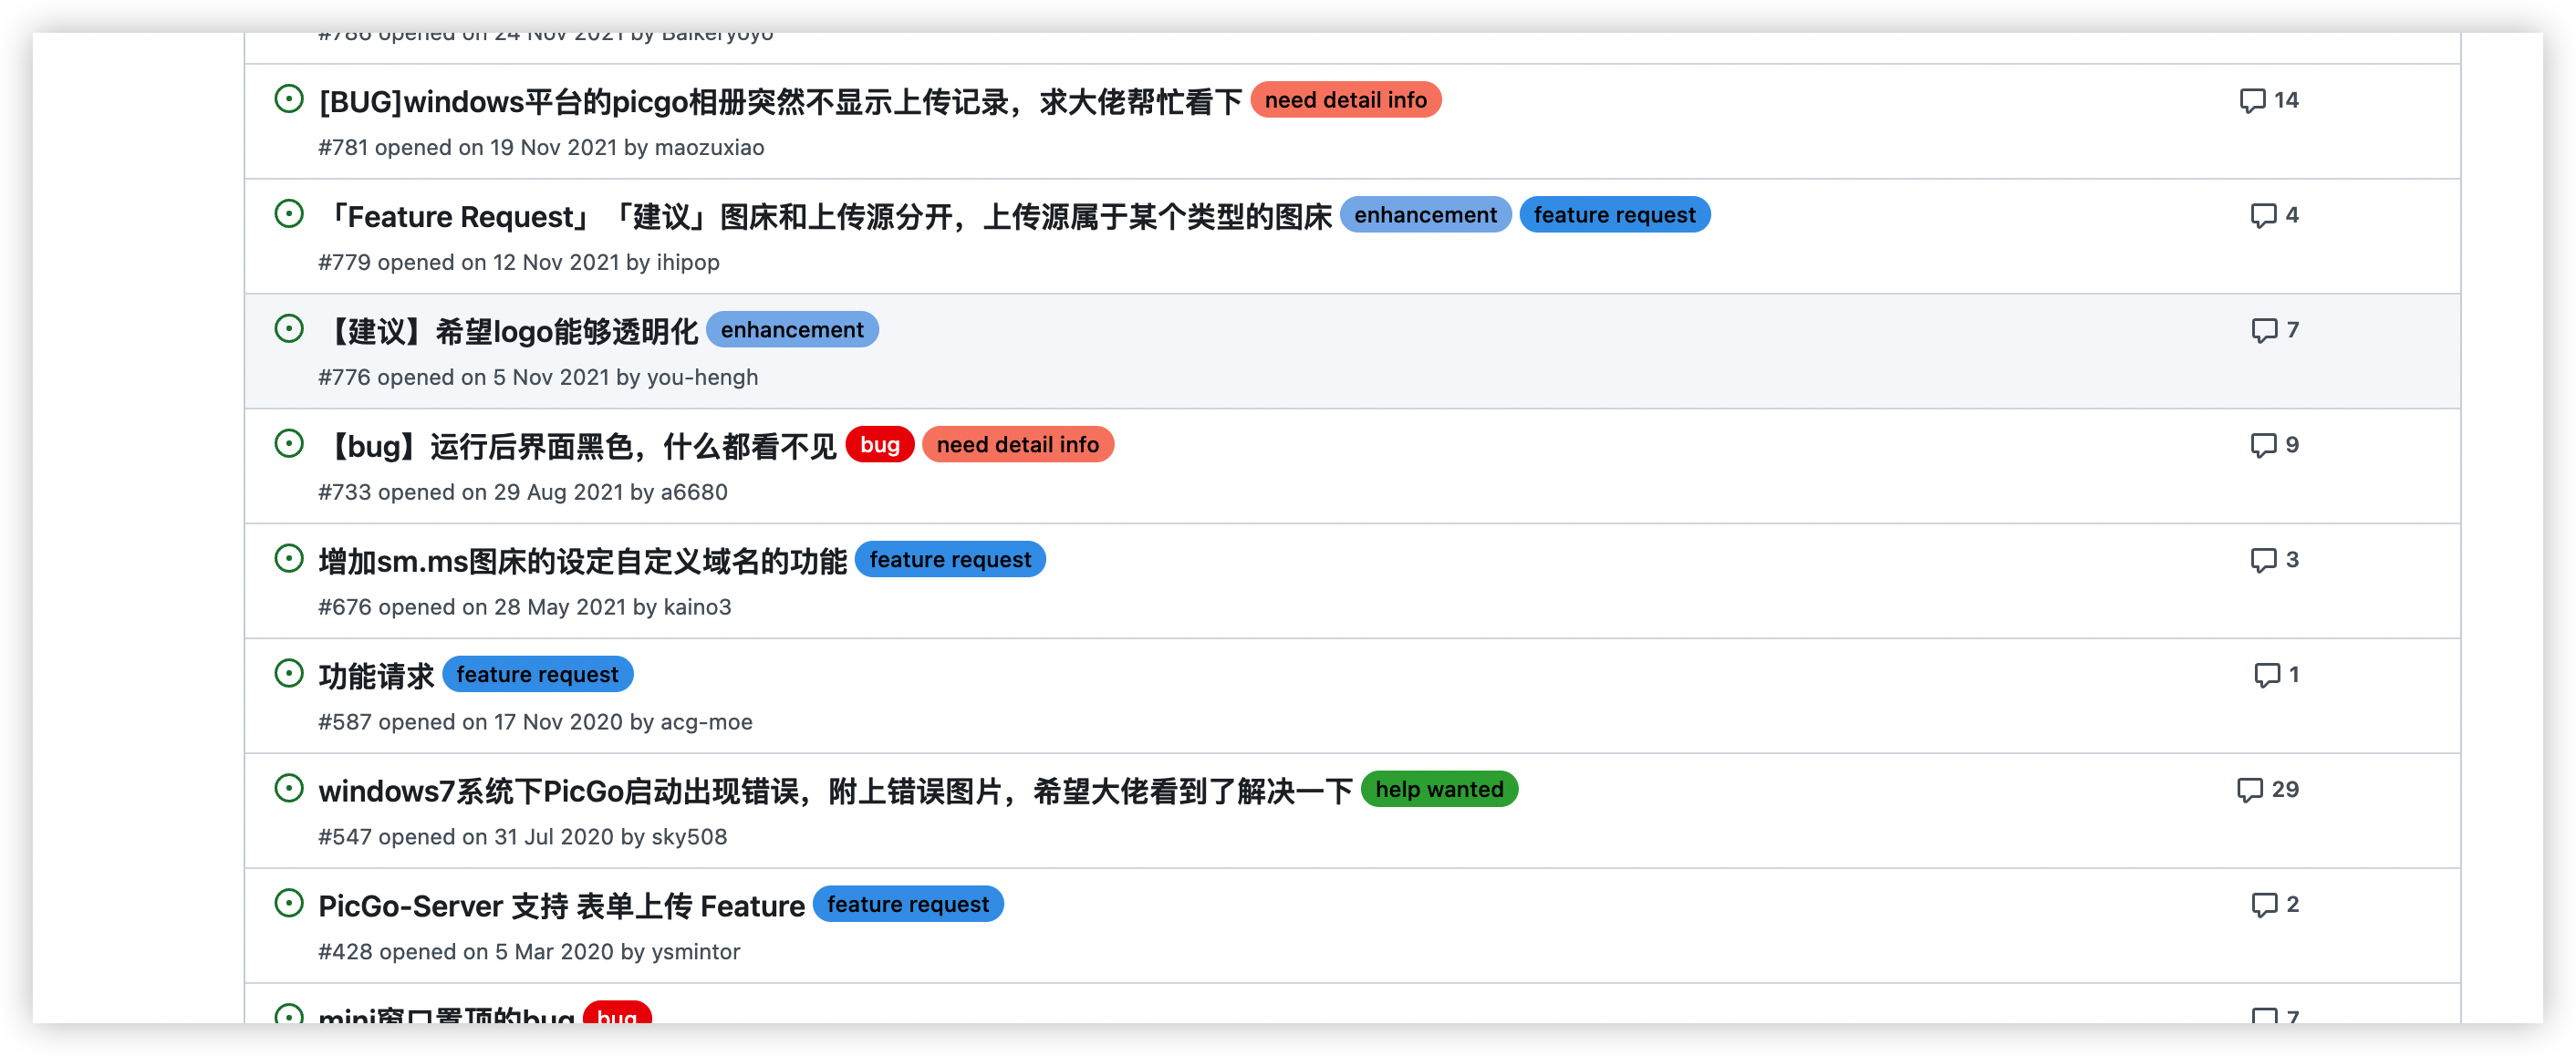 #786 opened on 24 Nov 2021 by Baikeryoyo
[BUG]windows平台的picgo相册突然不显示上传记录，求大佬帮忙看下 need detail info 14
#781 opened on 19 Nov 2021 by maozuxiao
「Feature Request」「建议」图床和上传源分开，上传源属于某个类型的图床 enhancement feature request 4
#779 opened on 12 Nov 2021 by ihipop
【建议】希望logo能够透明化 enhancement 7
#776 opened on 5 Nov 2021 by you-hengh
【bug】运行后界面黑色，什么都看不见 bug need detail info 9
#733 opened on 29 Aug 2021 by a6680
增加sm.ms图床的设定自定义域名的功能 feature request 3
#676 opened on 28 May 2021 by kaino3
功能请求 feature request 1
#587 opened on 17 Nov 2020 by acg-moe
windows7系统下PicGo启动出现错误，附上错误图片，希望大佬看到了解决一下 help wanted 29
#547 opened on 31 Jul 2020 by sky508
PicGo-Server 支持 表单上传 Feature feature request 2
#428 opened on 5 Mar 2020 by ysmintor
mini窗口置顶的bug bug 7